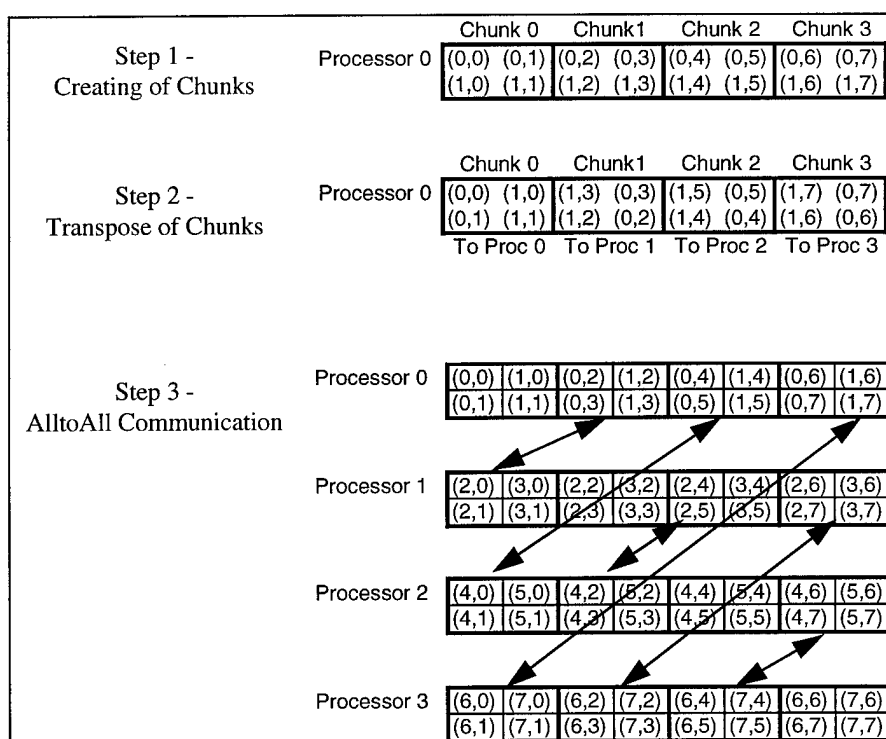 Chunk 0 Chunk1 Chunk 2 Chunk 3
Step 1 -
Creating of Chunks
Processor 0
(0,0) (0,1) (0,2) (0,3) (0,4) (0,5) (0,6) (0,7)
(1,0) (1,1) (1,2) (1,3) (1,4) (1,5) (1,6) (1,7)
Chunk 0 Chunk1 Chunk 2 Chunk 3
Step 2 -
Transpose of Chunks
Processor 0
(0,0) (1,0) (1,3) (0,3) (1,5) (0,5) (1,7) (0,7)
(0,1) (1,1) (1,2) (0,2) (1,4) (0,4) (1,6) (0,6)
To Proc 0 To Proc 1 To Proc 2 To Proc 3
Step 3 -
AlltoAll Communication
Processor 0
(0,0) (1,0) (0,2) (1,2) (0,4) (1,4) (0,6) (1,6)
(0,1) (1,1) (0,3) (1,3) (0,5) (1,5) (0,7) (1,7)
Processor 1
(2,0) (3,0) (2,2) (3,2) (2,4) (3,4) (2,6) (3,6)
(2,1) (3,1) (2,3) (3,3) (2,5) (3,5) (2,7) (3,7)
Processor 2
(4,0) (5,0) (4,2) (5,2) (4,4) (5,4) (4,6) (5,6)
(4,1) (5,1) (4,3) (5,3) (4,5) (5,5) (4,7) (5,7)
Processor 3
(6,0) (7,0) (6,2) (7,2) (6,4) (7,4) (6,6) (7,6)
(6,1) (7,1) (6,3) (7,3) (6,5) (7,5) (6,7) (7,7)